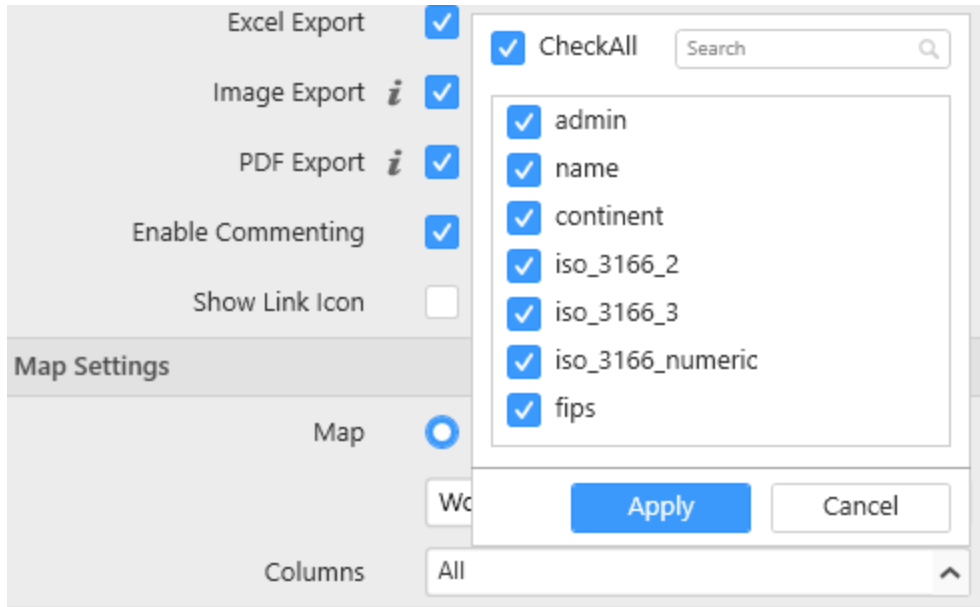 Excel Export
Image Export i
PDF Export i
Enable Commenting
Show Link Icon
Map Settings
Map
Wo
Columns
All
CheckAll
Search
admin
name
continent
iso_3166_2
iso_3166_3
iso_3166_numeric
fips
Apply
Cancel